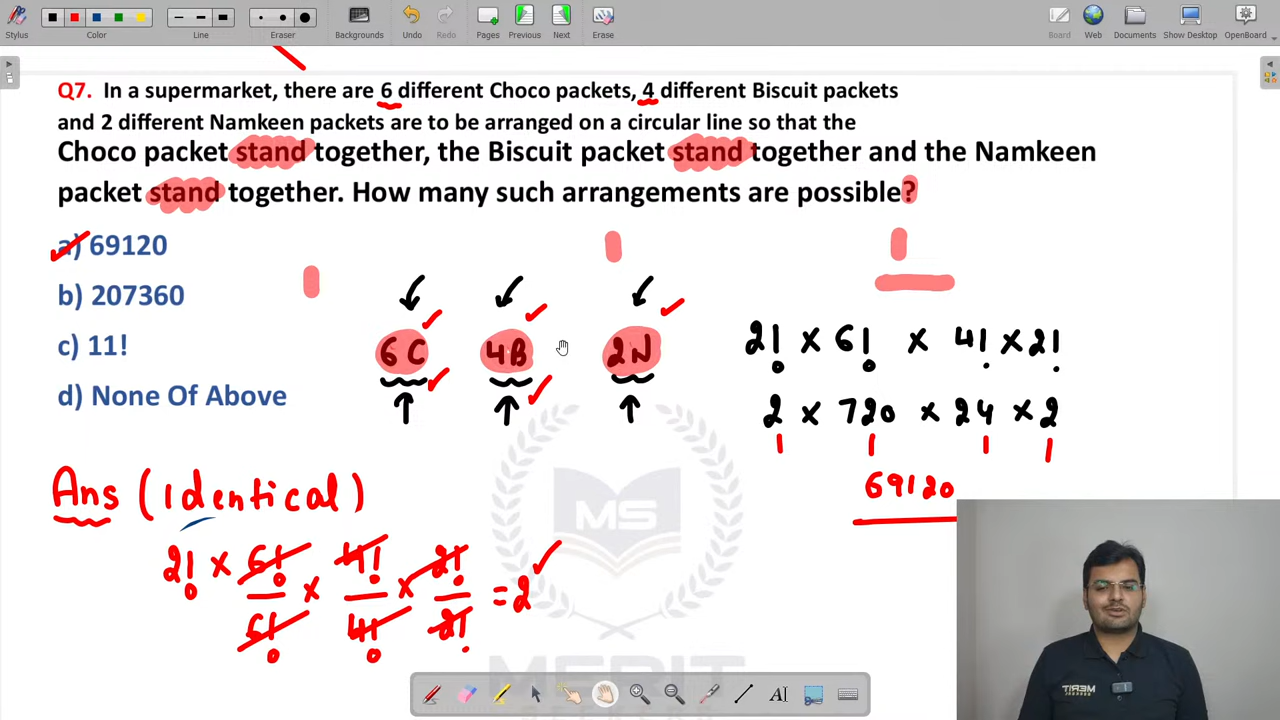 Stylus
Color
Line
Eraser
Backgrounds
Undo
Redo
Pages
Previous
Next
Erase
Board
Web
Documents
Show Desktop
OpenBoard
Q7. In a supermarket, there are 6 different Choco packets, 4 different Biscuit packets
and 2 different Namkeen packets are to be arranged on a circular line so that the
Choco packet stand together, the Biscuit packet stand together and the Namkeen
packet stand together. How many such arrangements are possible?
a) 69120
b) 207360
c) 11!
d) None Of Above
6C 4B 2N
2! × 6! × 4! × 2!
2 × 720 × 24 × 2
69120
Ans (Identical)
2! × 6!/6! × 4!/4! × 2!/2! = 2
MS
MERIT
MERIT